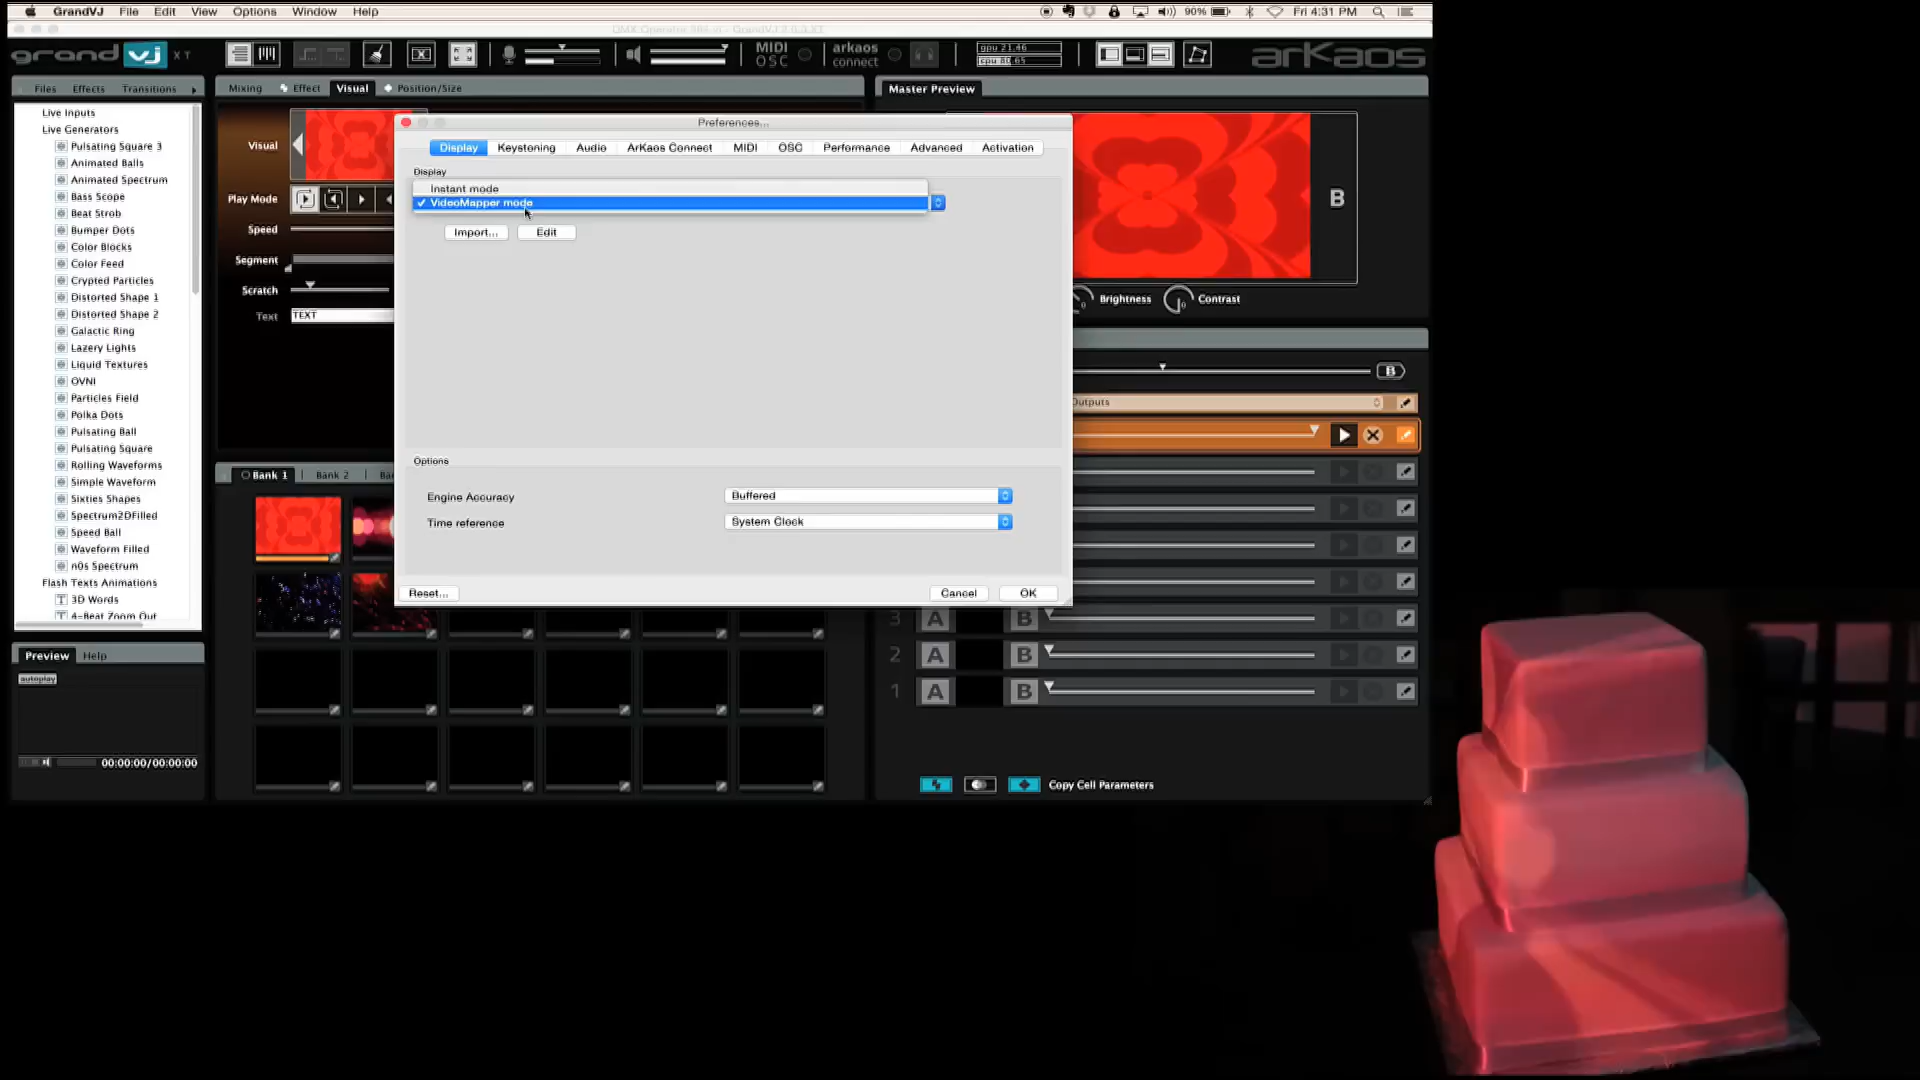 GrandVJ File Edit View Options Window Help 90% Fri 4:31 PM
grand vj XT MIDI OSC arkaos connect gpu 21.46 cpu 86.65 arKaos
Files Effects Transitions
Mixing Effect Visual Position/Size
Master Preview
Live Inputs
Live Generators
Pulsating Square 3
Animated Balls
Animated Spectrum
Bass Scope
Beat Strob
Bumper Dots
Color Blocks
Color Feed
Crypted Particles
Distorted Shape 1
Distorted Shape 2
Galactic Ring
Lazery Lights
Liquid Textures
OVNI
Particles Field
Polka Dots
Pulsating Ball
Pulsating Square
Rolling Waveforms
Simple Waveform
Sixties Shapes
Spectrum2DFilled
Speed Ball
Waveform Filled
n0s Spectrum
Flash Texts Animations
3D Words
4-Beat Zoom Out
Preview Help
autoplay
00:00:00/00:00:00
Visual
Play Mode
Speed
Segment
Scratch
Text TEXT
Bank 1 Bank 2
Preferences...
Display Keystoning Audio ArKaos Connect MIDI OSC Performance Advanced Activation
Display
Instant mode
✓ VideoMapper mode
Import... Edit
Options
Engine Accuracy Buffered
Time reference System Clock
Reset... Cancel OK
B
Brightness Contrast
B
Outputs
3 A B
2 A B
1 A B
Copy Cell Parameters